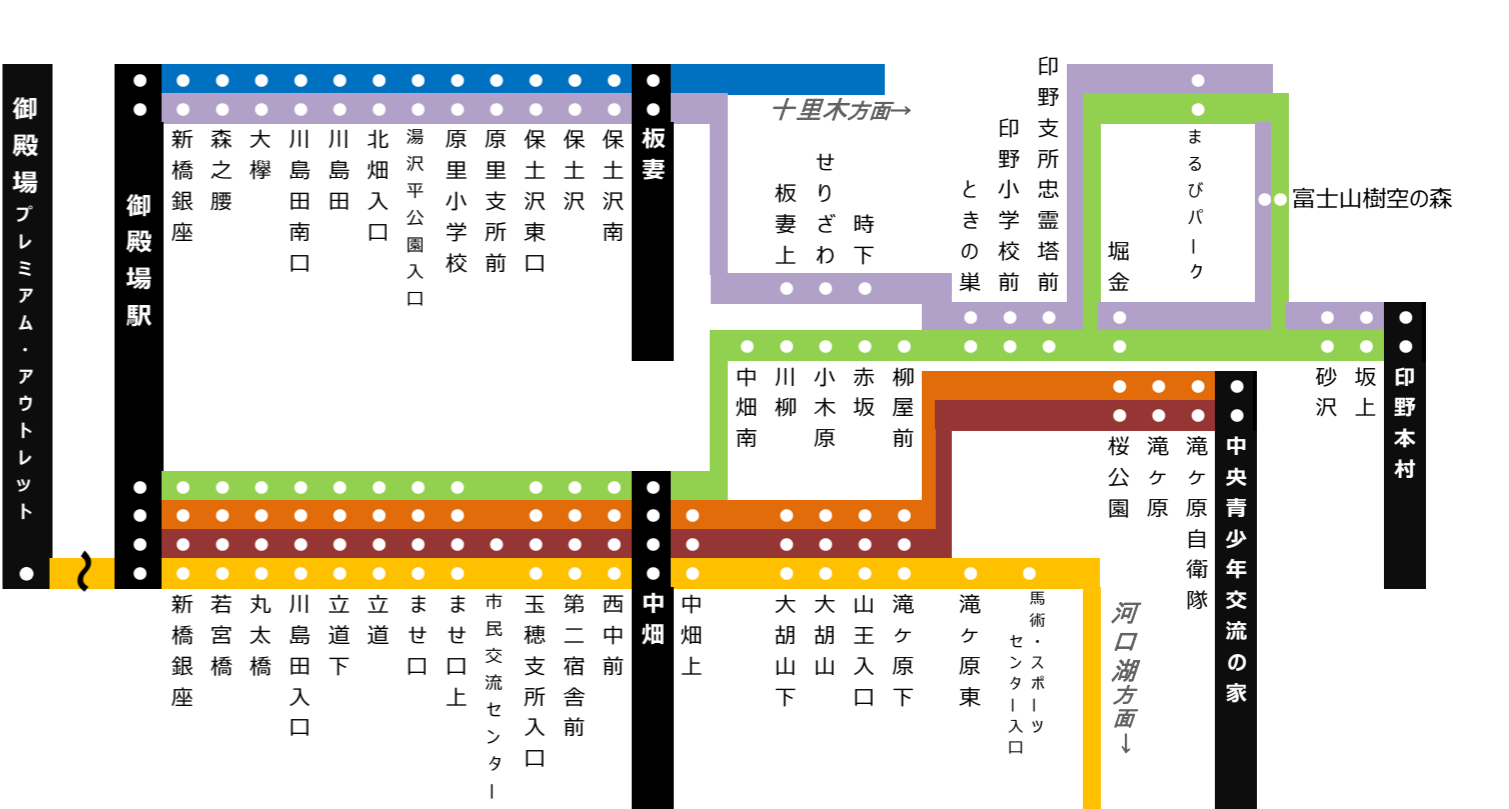 御殿場プレミアム・アウトレット
御殿場駅
新橋銀座
森之腰
大欅
川島田南口
川島田
北畑入口
湯沢平公園入口
原里小学校
原里支所前
保土沢東口
保土沢
保土沢南
板妻
十里木方面→
板妻上
せりざわ
時下
ときの巣
印野小学校前
印野支所忠霊塔前
堀金
まるびパーク
富士山樹空の森
中畑南
川柳
小木原
赤坂
柳屋前
砂沢
坂上
印野本村
桜公園
滝ヶ原
滝ヶ原自衛隊
中央青少年交流の家
新橋銀座
若宮橋
丸太橋
川島田入口
立道下
立道
ませ口
ませ口上
市民交流センター
玉穂支所入口
第二宿舎前
西中前
中畑
中畑上
大胡山下
大胡山
山王入口
滝ヶ原下
滝ヶ原東
馬術・スポーツ
センター入口
河口湖方面→